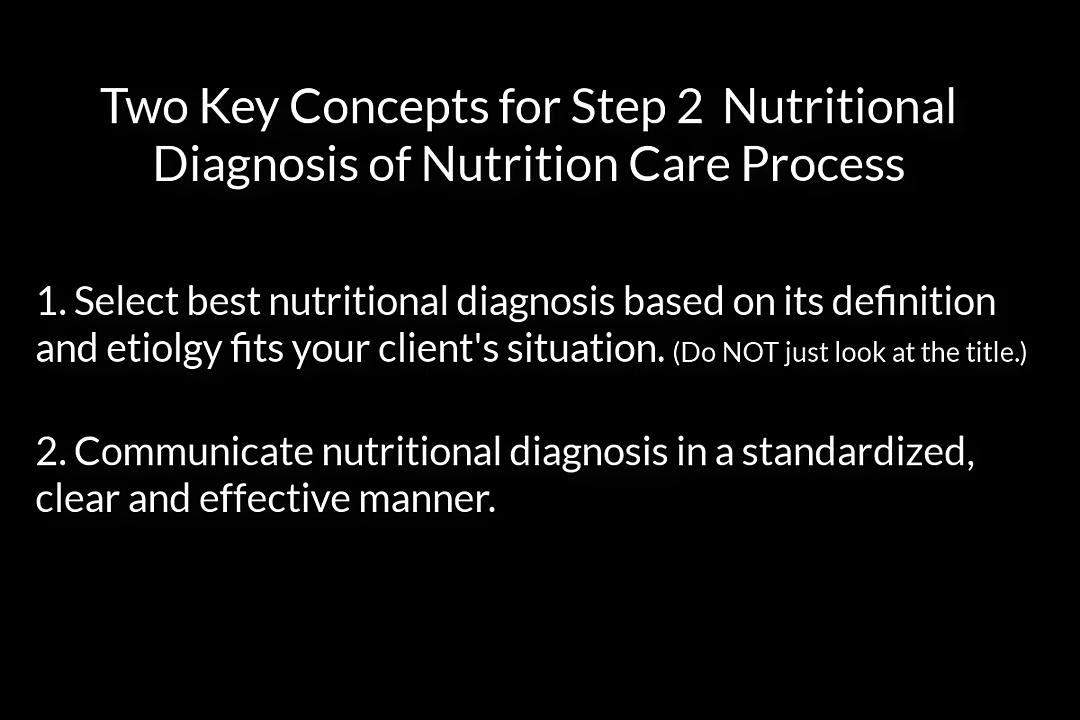 Two Key Concepts for Step 2 Nutritional
Diagnosis of Nutrition Care Process
1. Select best nutritional diagnosis based on its definition
and etiolgy fits your client's situation. (Do NOT just look at the title.)
2. Communicate nutritional diagnosis in a standardized,
clear and effective manner.